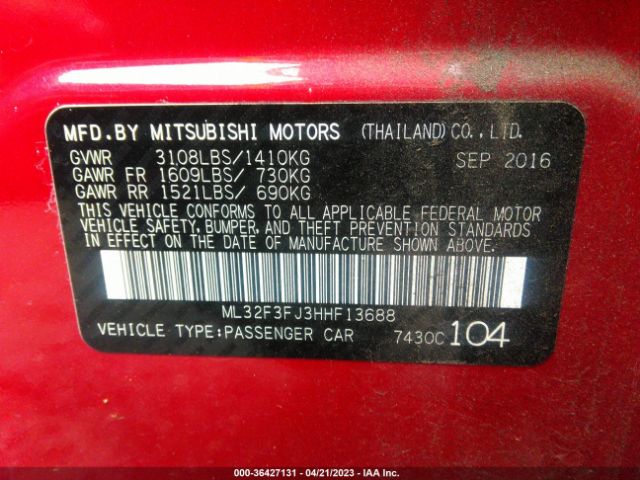 MFD.BY MITSUBISHI MOTORS (THAILAND)CO.,LTD.
GVWR 3108LBS/1410KG SEP 2016
GAWR FR 1609LBS/ 730KG
GAWR RR 1521LBS/ 690KG
THIS VEHICLE CONFORMS TO ALL APPLICABLE FEDERAL MOTOR
VEHICLE SAFETY, BUMPER, AND THEFT PREVENTION STANDARDS
IN EFFECT ON THE DATE OF MANUFACTURE SHOWN ABOVE.
ML32F3FJ3HHF13688
VEHICLE TYPE:PASSENGER CAR 7430C 104
000-36427131 - 04/21/2023 - IAA Inc.